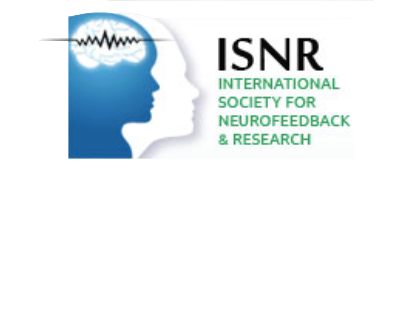 ISNR
INTERNATIONAL
SOCIETY FOR
NEUROFEEDBACK
& RESEARCH